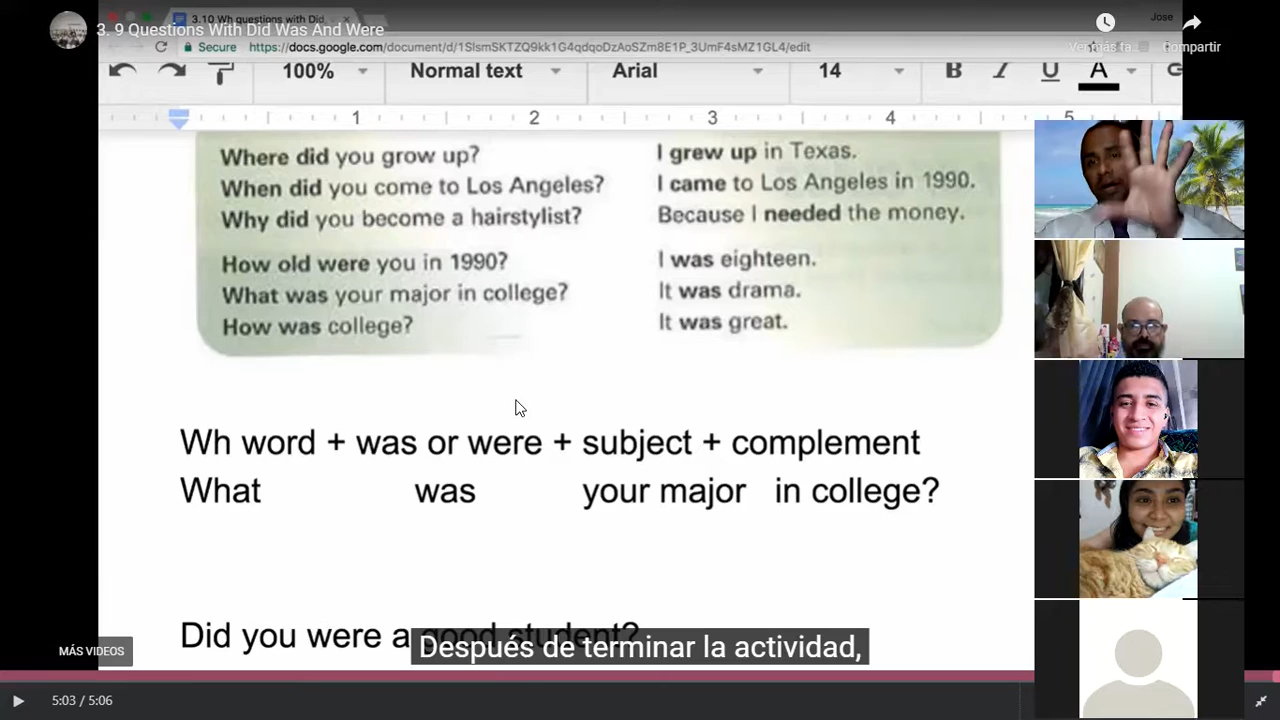 3.10 Wh questions with Did,
Jose
3. 9 Questions With Did Was And Were
Secure https://docs.google.com/document/d/1SlsmSKTZQ9kk1G4qdqoDzAoSZm8E1P_3UmF4sMZ1GL4/edit
Ver más ta...
Compartir
100% Normal text Arial 14 B I U A
1 2 3 4 5
Where did you grow up? I grew up in Texas.
When did you come to Los Angeles? I came to Los Angeles in 1990.
Why did you become a hairstylist? Because I needed the money.
How old were you in 1990? I was eighteen.
What was your major in college? It was drama.
How was college? It was great.
Wh word + was or were + subject + complement
What was your major in college?
Did you were a good student?
Después de terminar la actividad,
MÁS VIDEOS
5:03 / 5:06